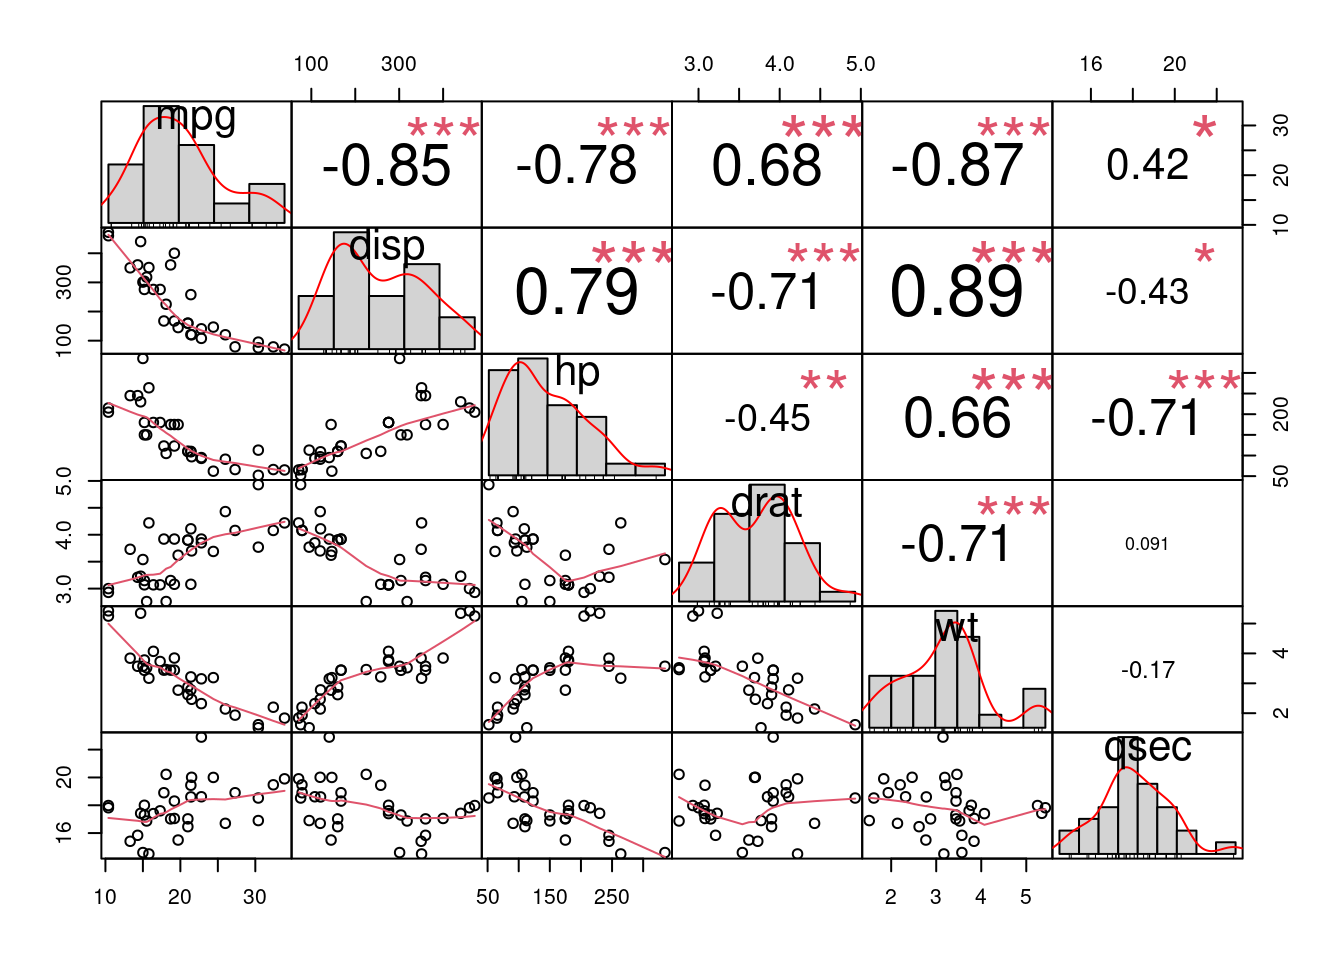 100 300 3.0 4.0 5.0 16 20
mpg *** -0.85 *** -0.78 *** 0.68 *** -0.87 * 0.42 10 20 30
100 300 disp *** 0.79 *** -0.71 *** 0.89 * -0.43
hp ** -0.45 *** 0.66 *** -0.71 50 200
3.0 4.0 5.0 drat *** -0.71 0.091
wt -0.17 2 4
16 20 qsec
10 20 30 50 150 250 2 3 4 5